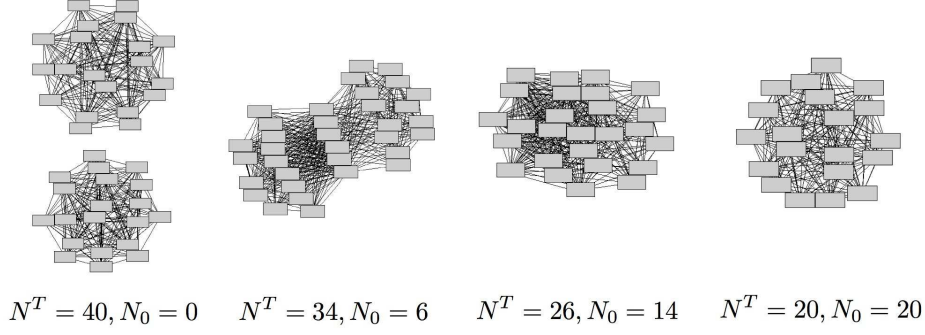 N^T = 40, N_0 = 0
N^T = 34, N_0 = 6
N^T = 26, N_0 = 14
N^T = 20, N_0 = 20